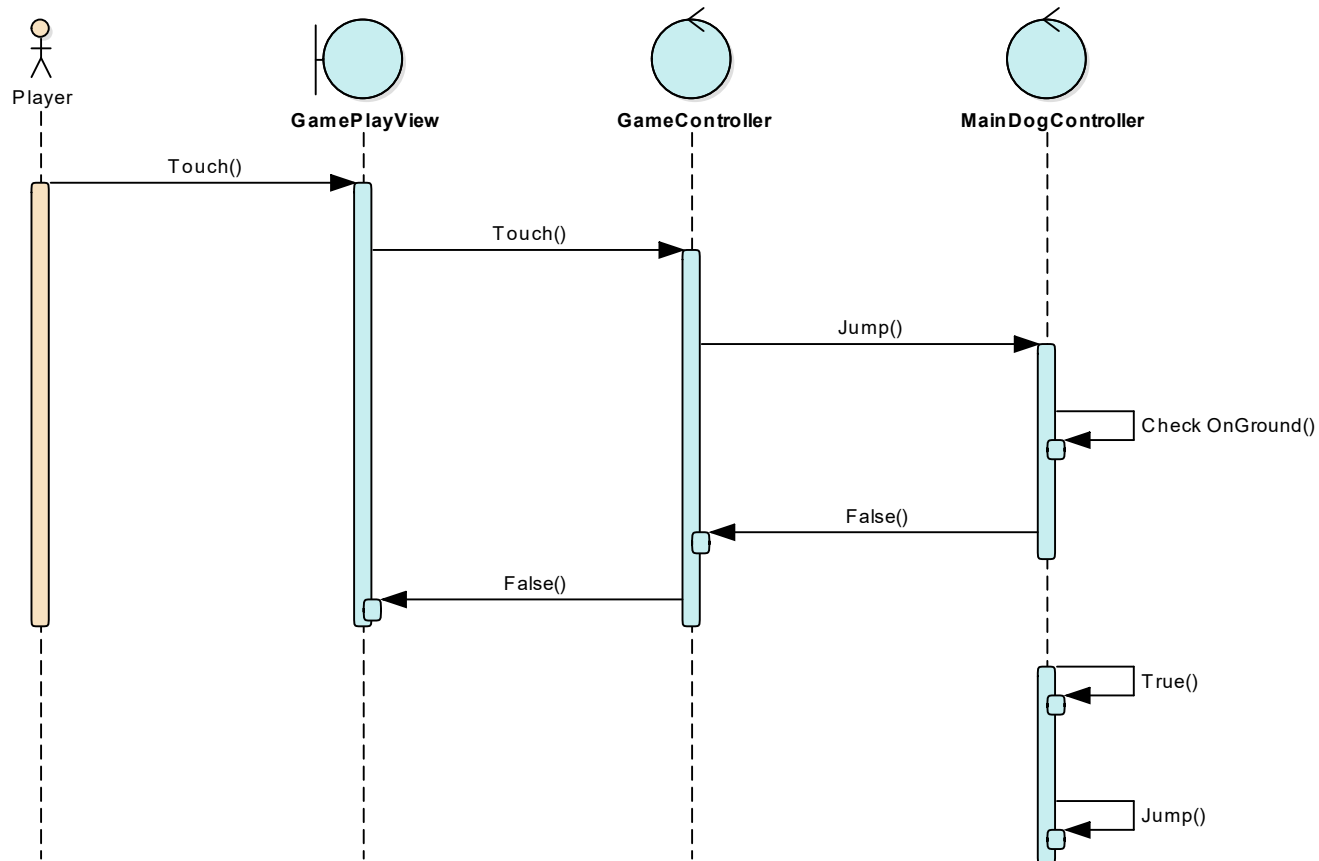 Player
GamePlayView
GameController
MainDogController
Touch()
Touch()
Jump()
Check OnGround()
False()
False()
True()
Jump()